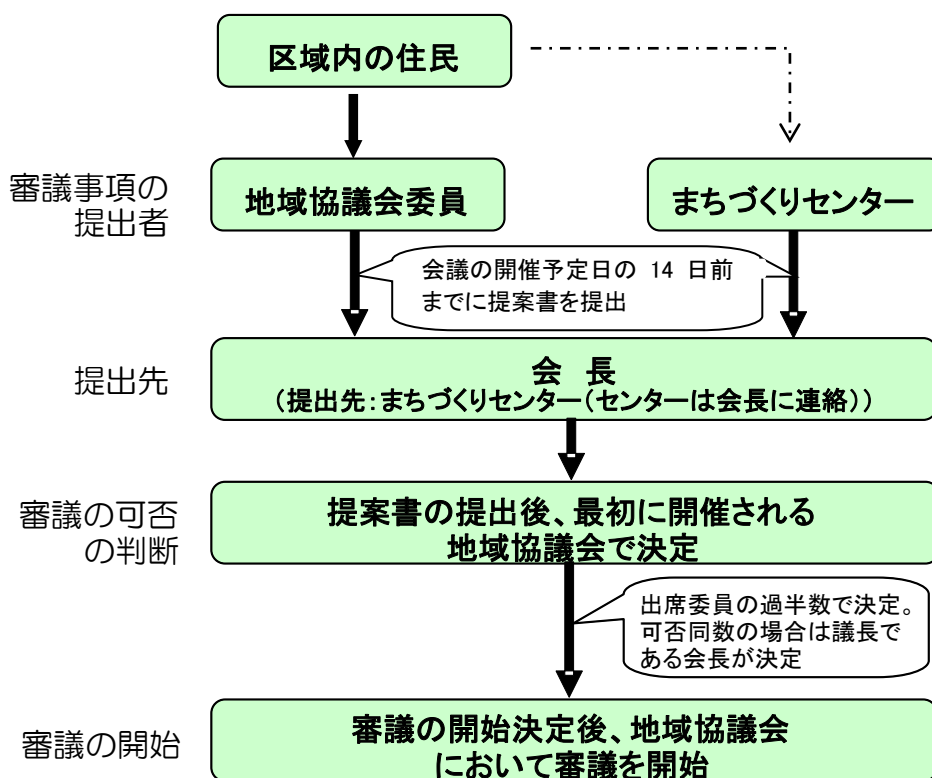 区域内の住民
審議事項の
提出者
地域協議会委員
まちづくりセンター
会議の開催予定日の 14 日前
までに提案書を提出
提出先
会 長
(提出先:まちづくりセンター(センターは会長に連絡))
審議の可否
の判断
提案書の提出後、最初に開催される
地域協議会で決定
出席委員の過半数で決定。
可否同数の場合は議長で
ある会長が決定
審議の開始
審議の開始決定後、地域協議会
において審議を開始